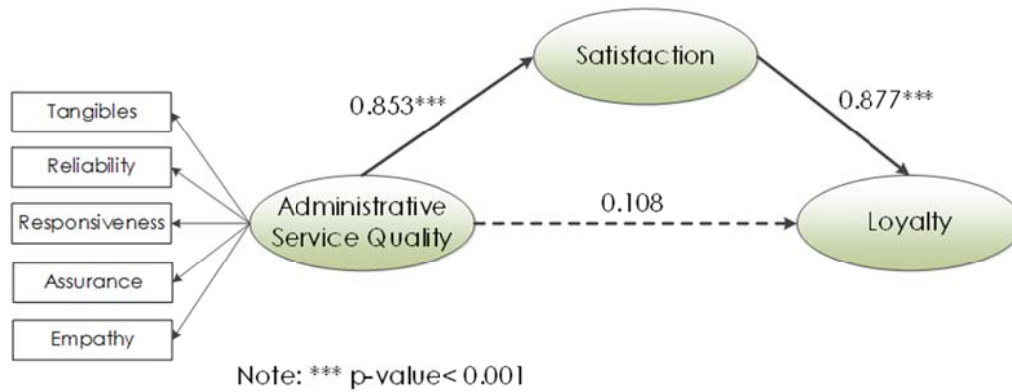 Satisfaction
0.853***
0.877***
Tangibles
Reliability
Responsiveness
Assurance
Empathy
Administrative
Service Quality
0.108
Loyalty
Note: *** p-value< 0.001